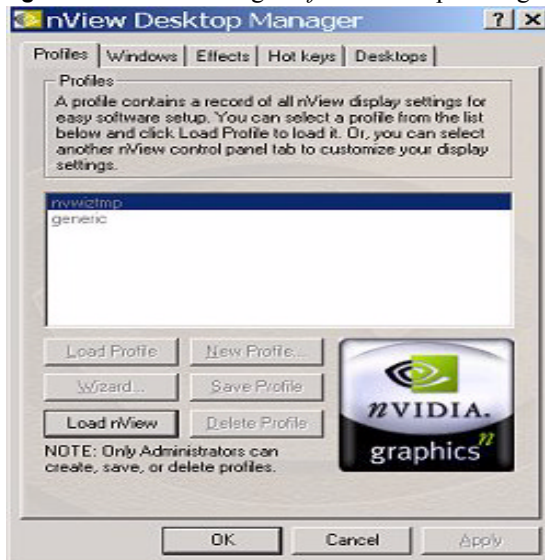 nView Desktop Manager
Profiles Windows Effects Hot keys Desktops
Profiles
A profile contains a record of all nView display settings for
easy software setup. You can select a profile from the list
below and click Load Profile to load it. Or, you can select
another nView control panel tab to customize your display
settings.
nvwiztmp
generic
Load Profile New Profile...
Wizard... Save Profile
Load nView Delete Profile
NOTE: Only Administrators can
create, save, or delete profiles.
nVIDIA.
graphics n
OK Cancel Apply